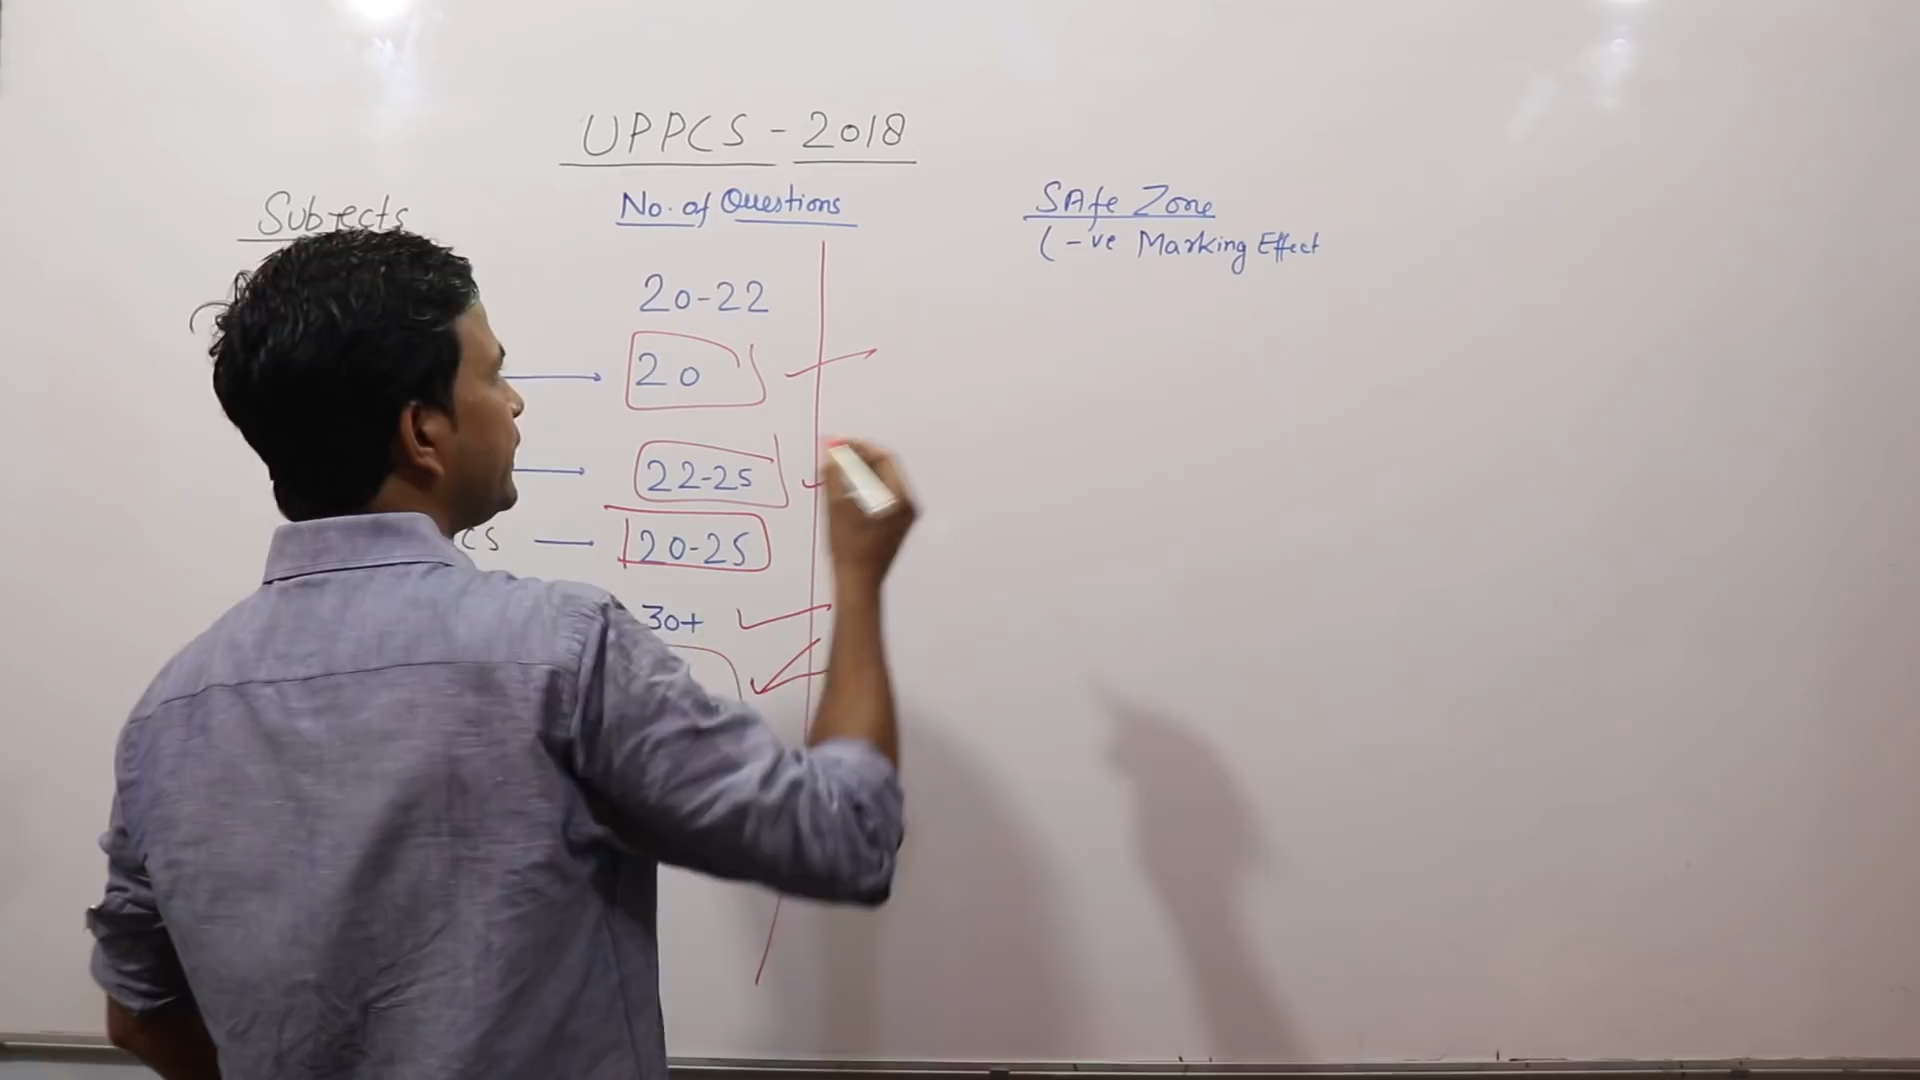 UPPCS - 2018
Subjects
No. of Questions
SAfe Zone
(-ve Marking Effect
20-22
20
22-25
CS 20-25
30+